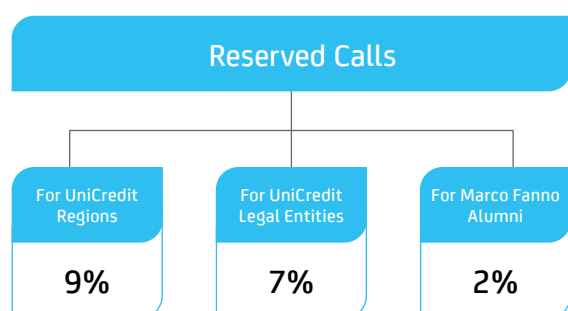 Reserved Calls
For UniCredit
Regions
For UniCredit
Legal Entities
For Marco Fanno
Alumni
9%
7%
2%